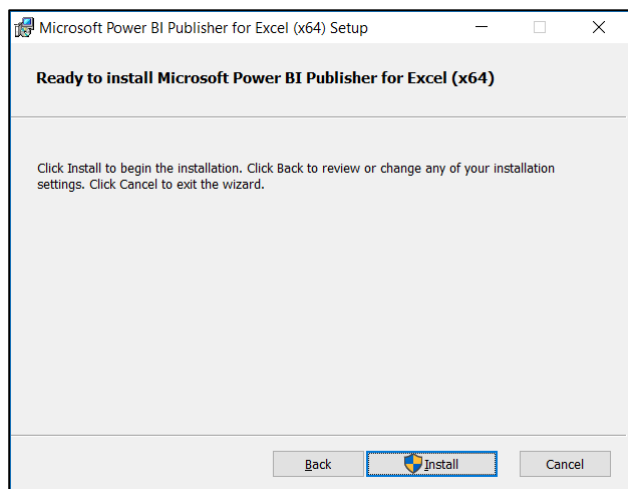 Microsoft Power BI Publisher for Excel (x64) Setup
Ready to install Microsoft Power BI Publisher for Excel (x64)
Click Install to begin the installation. Click Back to review or change any of your installation
settings. Click Cancel to exit the wizard.
Back
Install
Cancel